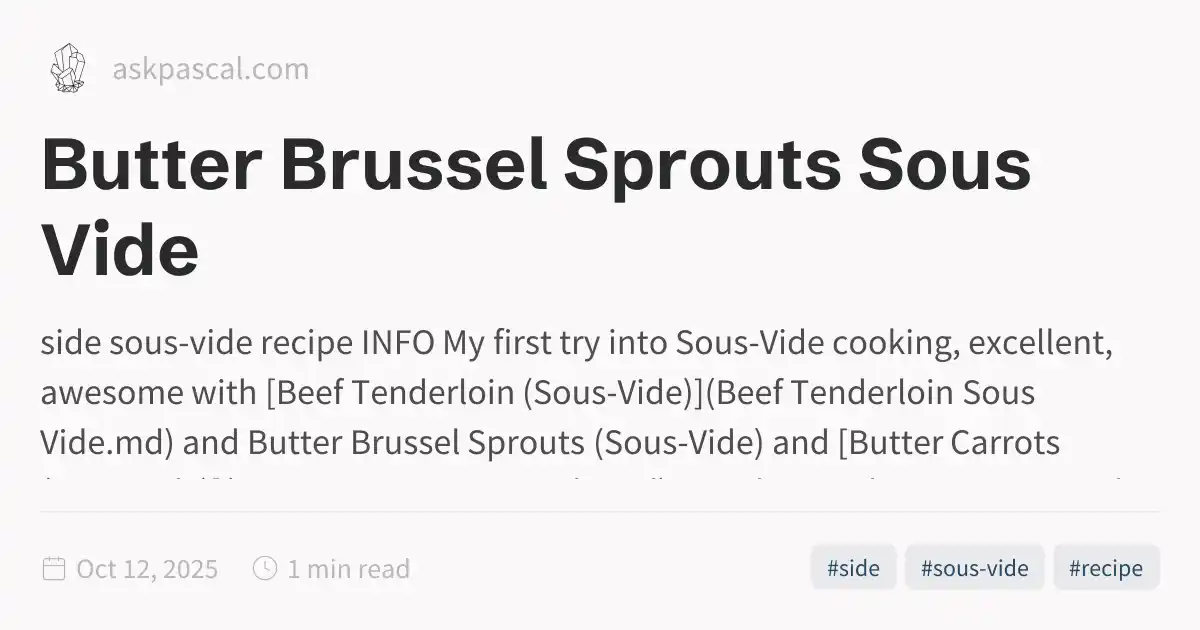 askpascal.com
Butter Brussel Sprouts Sous
Vide
side sous-vide recipe INFO My first try into Sous-Vide cooking, excellent,
awesome with [Beef Tenderloin (Sous-Vide)](Beef Tenderloin Sous
Vide.md) and Butter Brussel Sprouts (Sous-Vide) and [Butter Carrots
Oct 12, 2025 1 min read #side #sous-vide #recipe